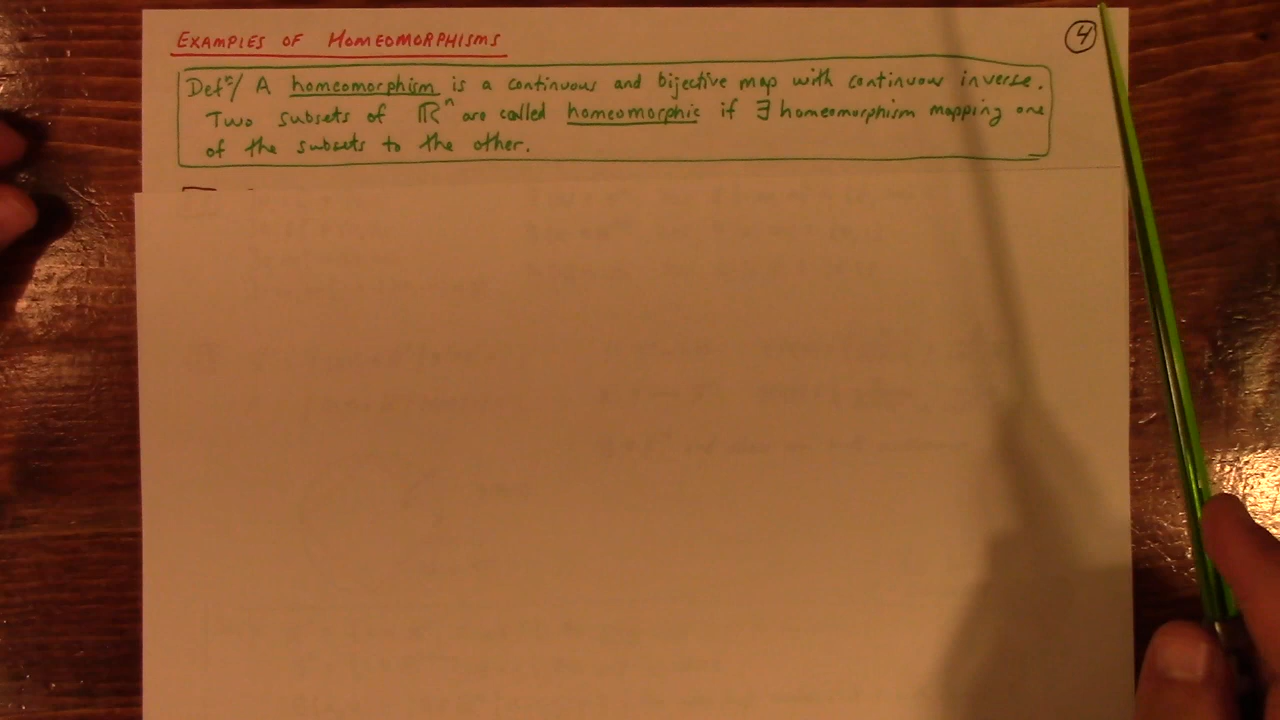 EXAMPLES OF HOMEOMORPHISMS
4
Defⁿ/ A homeomorphism is a continuous and bijective map with continuous inverse.
Two subsets of ℝⁿ are called homeomorphic if ∃ homeomorphism mapping one
of the subsets to the other.